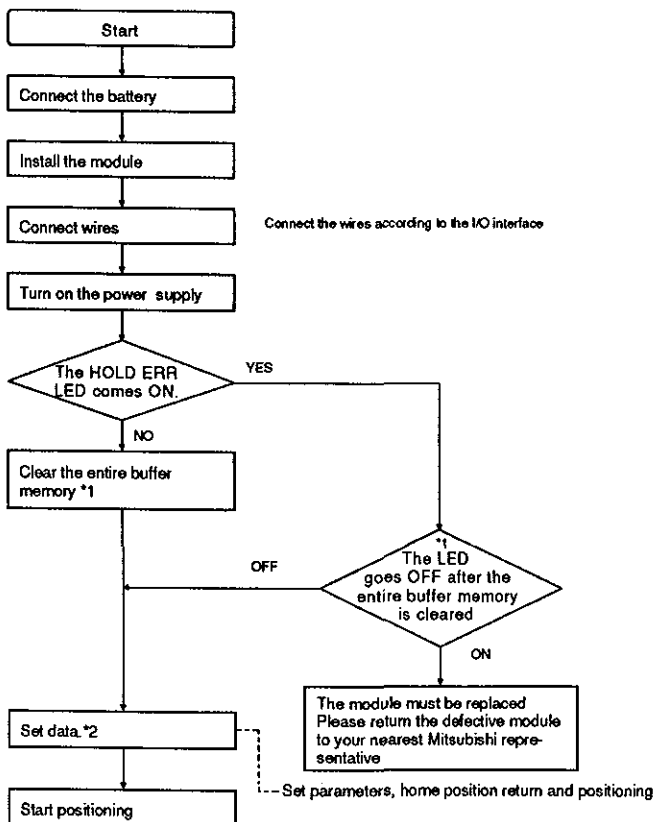 Start
Connect the battery
Install the module
Connect wires
Connect the wires according to the I/O interface
Turn on the power supply
The HOLD ERR
LED comes ON.
YES
NO
Clear the entire buffer
memory *1
*1
The LED
goes OFF after the
entire buffer memory
is cleared
OFF
ON
The module must be replaced
Please return the defective module
to your nearest Mitsubishi repre-
sentative
Set data.*2
Set parameters, home position return and positioning
Start positioning